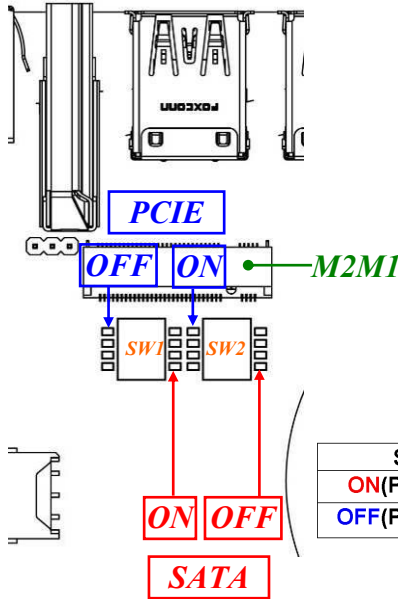 FOXCONN
PCIE
OFF ON
M2M1
SW1 SW2
S
ON(F
OFF(F
ON OFF
SATA